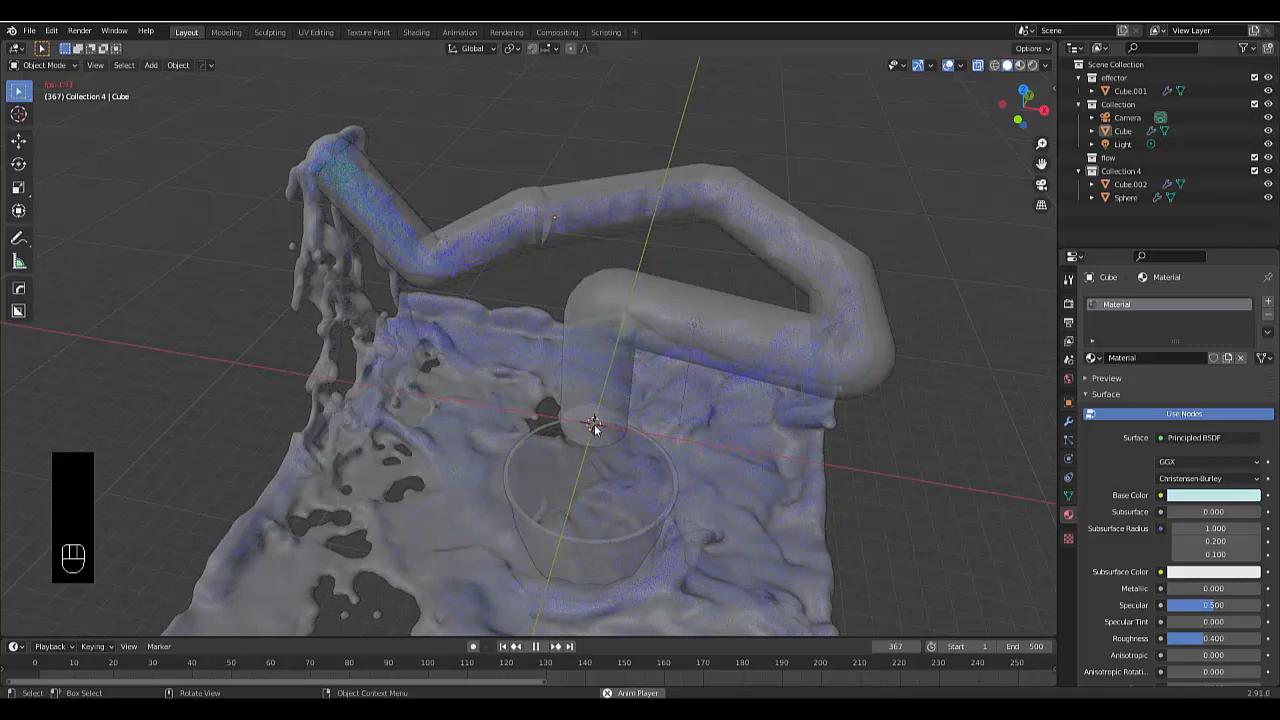 File Edit Render Window Help Layout Modeling Sculpting UV Editing Texture Paint Shading Animation Rendering Compositing Scripting + Scene View Layer
Global Options
Object Mode View Select Add Object
Scene Collection
effector
(367) Collection 4 | Cube
Cube.001
Collection
Camera
Cube
Light
flow
Collection 4
Cube.002
Sphere
Cube Material
Material
Material
Preview
Surface
Use Nodes
Surface Principled BSDF
GGX
Christensen-Burley
Base Color
Subsurface 0.000
Subsurface Radius 1.000
0.200
0.100
Subsurface Color
Metallic 0.000
Specular 0.500
Specular Tint 0.000
Roughness 0.400
Anisotropic 0.000
Anisotropic Rotati... 0.000
Playback Keying View Marker 367 Start 1 End 500
0 10 20 30 40 50 60 70 80 90 100 110 120 130 140 150 160 170 180 190 200 210 220 230 240 250
Select Box Select Rotate View Object Context Menu Anim Player 2.91.0